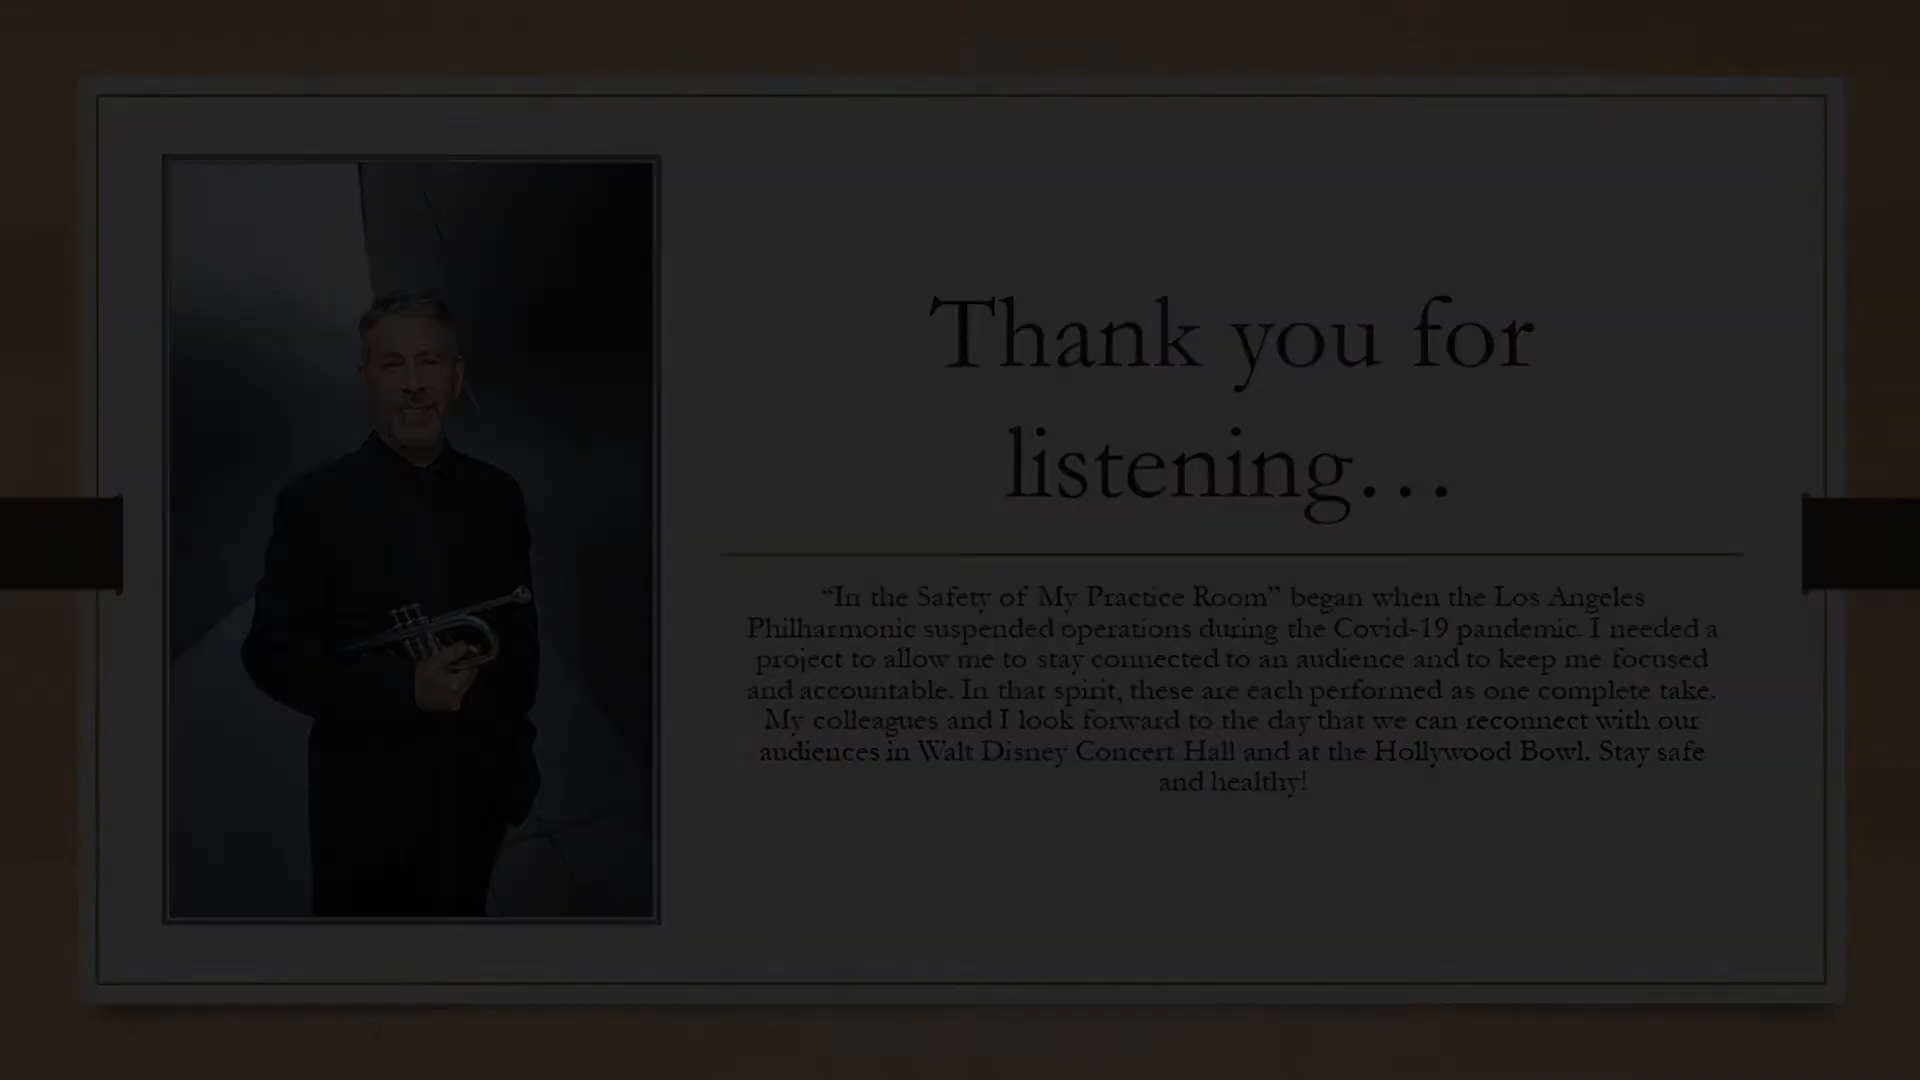 Thank you for
listening…
“In the Safety of My Practice Room” began when the Los Angeles
Philharmonic suspended operations during the Covid-19 pandemic. I needed a
project to allow me to stay connected to an audience and to keep me focused
and accountable. In that spirit, these are each performed as one complete take.
My colleagues and I look forward to the day that we can reconnect with our
audiences in Walt Disney Concert Hall and at the Hollywood Bowl. Stay safe
and healthy!